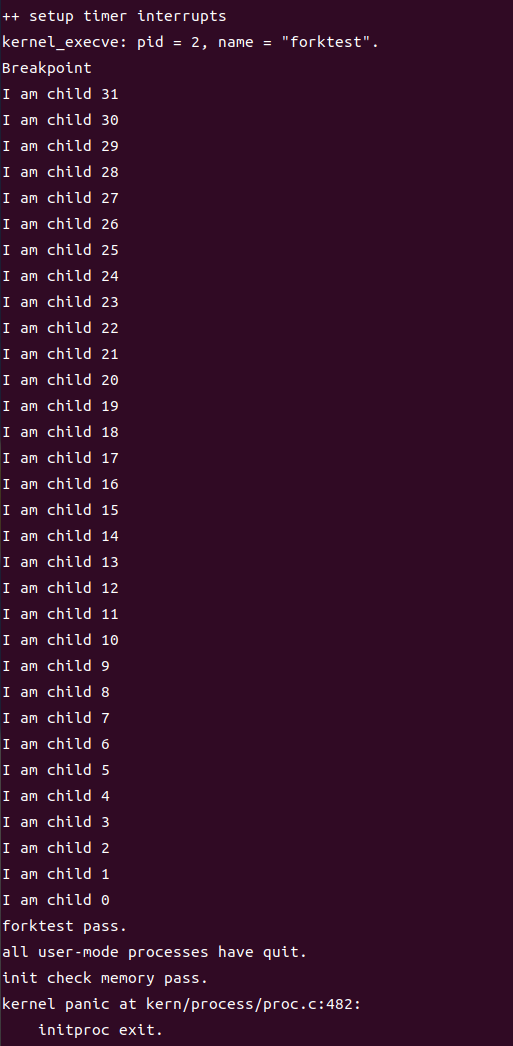 ++ setup timer interrupts
kernel_execve: pid = 2, name = "forktest".
Breakpoint
I am child 31
I am child 30
I am child 29
I am child 28
I am child 27
I am child 26
I am child 25
I am child 24
I am child 23
I am child 22
I am child 21
I am child 20
I am child 19
I am child 18
I am child 17
I am child 16
I am child 15
I am child 14
I am child 13
I am child 12
I am child 11
I am child 10
I am child 9
I am child 8
I am child 7
I am child 6
I am child 5
I am child 4
I am child 3
I am child 2
I am child 1
I am child 0
forktest pass.
all user-mode processes have quit.
init check memory pass.
kernel panic at kern/process/proc.c:482:
    initproc exit.